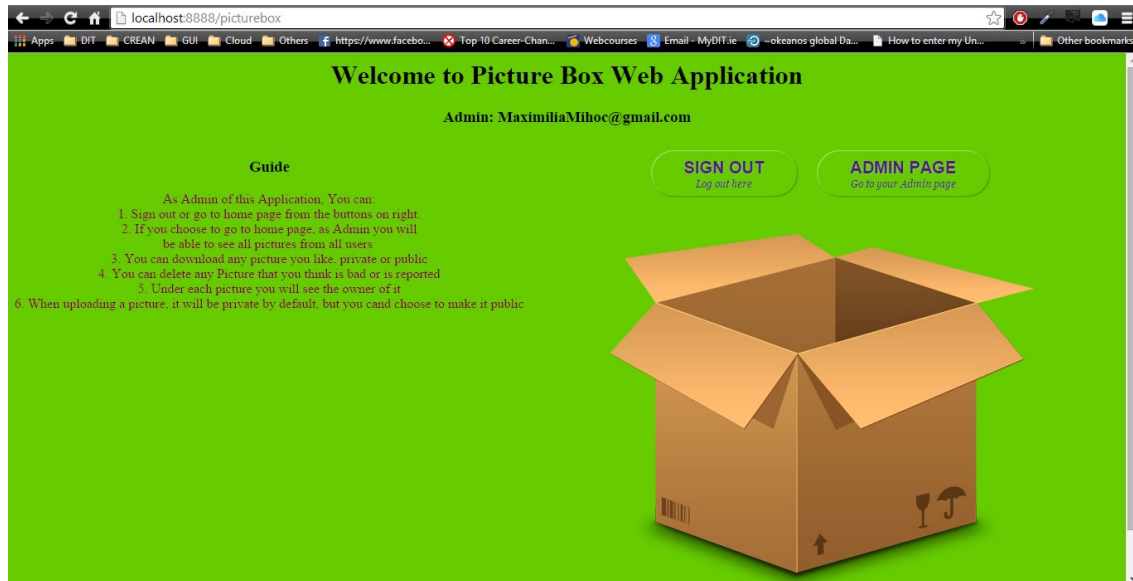 localhost:8888/picturebox
Apps DIT CREAN GUI Cloud Others https://www.facebo... Top 10 Career-Chan... Webcourses Email - MyDIT.ie ~okeanos global Da... How to enter my Un... » Other bookmarks
Welcome to Picture Box Web Application
Admin: MaximiliaMihoc@gmail.com
Guide
As Admin of this Application, You can:
1. Sign out or go to home page from the buttons on right.
2. If you choose to go to home page, as Admin you will
be able to see all pictures from all users
3. You can download any picture you like, private or public
4. You can delete any Picture that you think is bad or is reported
5. Under each picture you will see the owner of it
6. When uploading a picture, it will be private by default, but you cand choose to make it public
SIGN OUT
Log out here
ADMIN PAGE
Go to your Admin page